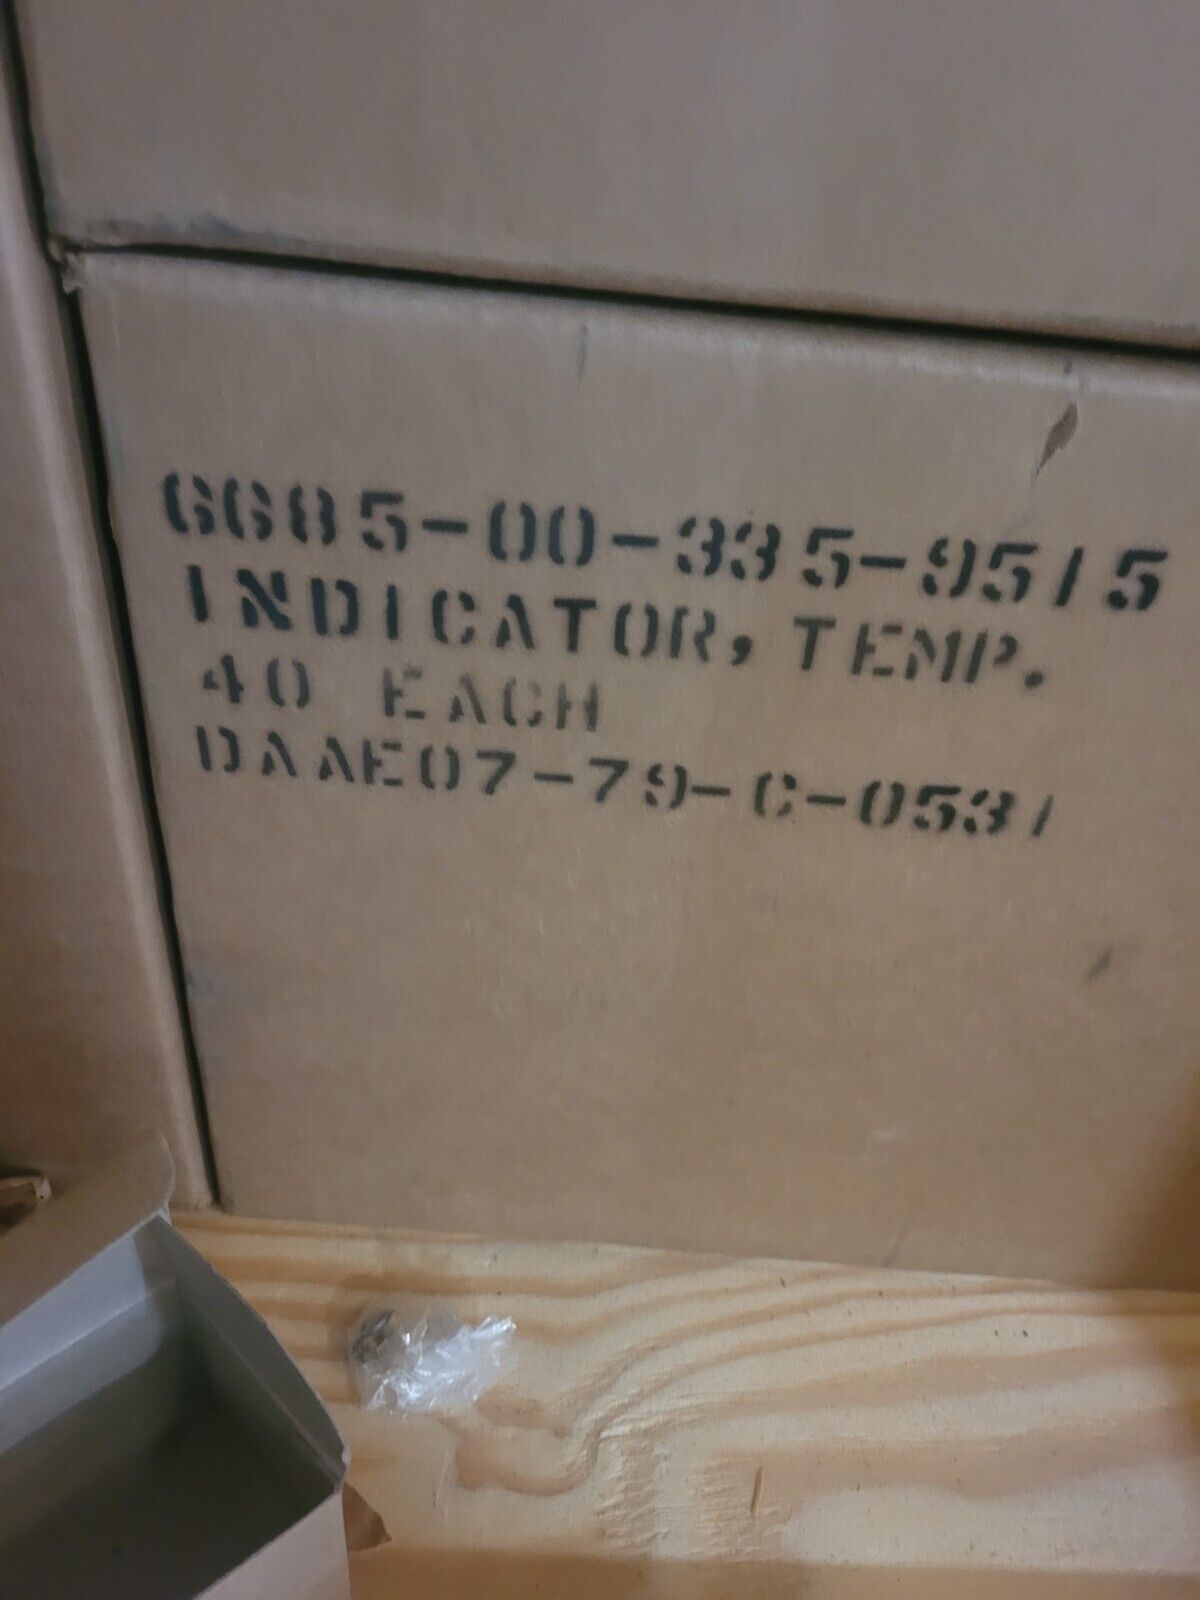 6685-00-335-9515
INDICATOR, TEMP.
40 EACH
DAAE07-79-C-0531